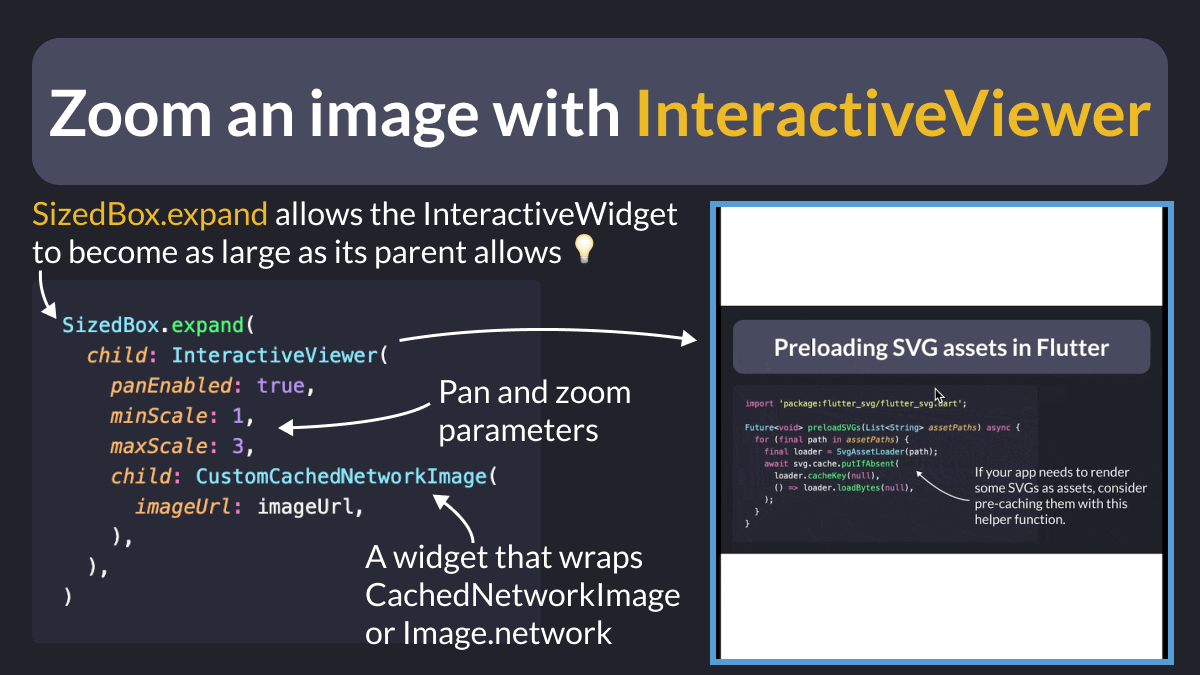 Zoom an image with InteractiveViewer
SizedBox.expand allows the InteractiveWidget
to become as large as its parent allows 💡
SizedBox.expand(
child: InteractiveViewer(
panEnabled: true,
minScale: 1,
maxScale: 3,
child: CustomCachedNetworkImage(
imageUrl: imageUrl,
),
),
)
Pan and zoom
parameters
A widget that wraps
CachedNetworkImage
or Image.network
Preloading SVG assets in Flutter
import 'package:flutter_svg/flutter_svg.dart';
Future<void> preloadSVGs(List<String> assetPaths) async {
for (final path in assetPaths) {
final loader = SvgAssetLoader(path);
await svg.cache.putIfAbsent(
loader.cacheKey(null),
() => loader.loadBytes(null),
);
}
}
If your app needs to render
some SVGs as assets, consider
pre-caching them with this
helper function.